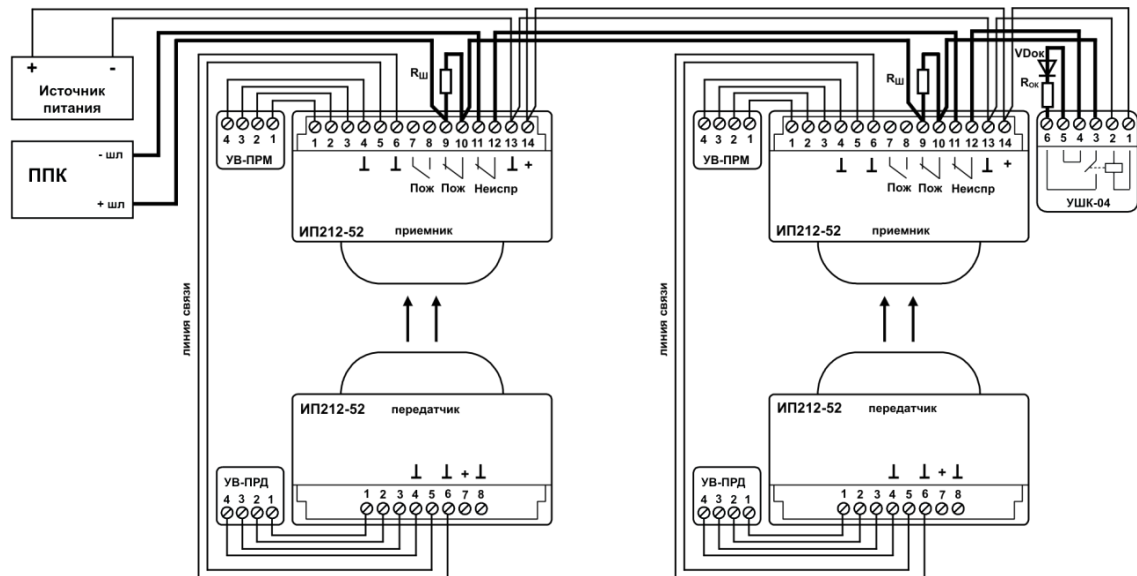 + -
Источник
питания
ППК
- шл
+ шл
4 3 2 1
УВ-ПРМ
RШ
1 2 3 4 5 6 7 8 9 10 11 12 13 14
⊥ ⊥ ⊥ +
Пож Пож Неиспр
ИП212-52 приемник
линия связи
ИП212-52 передатчик
⊥ ⊥ + ⊥
1 2 3 4 5 6 7 8
УВ-ПРД
4 3 2 1
4 3 2 1
УВ-ПРМ
RШ
1 2 3 4 5 6 7 8 9 10 11 12 13 14
⊥ ⊥ ⊥ +
Пож Пож Неиспр
ИП212-52 приемник
VDок
Rок
6 5 4 3 2 1
УШК-04
линия связи
ИП212-52 передатчик
⊥ ⊥ + ⊥
1 2 3 4 5 6 7 8
УВ-ПРД
4 3 2 1